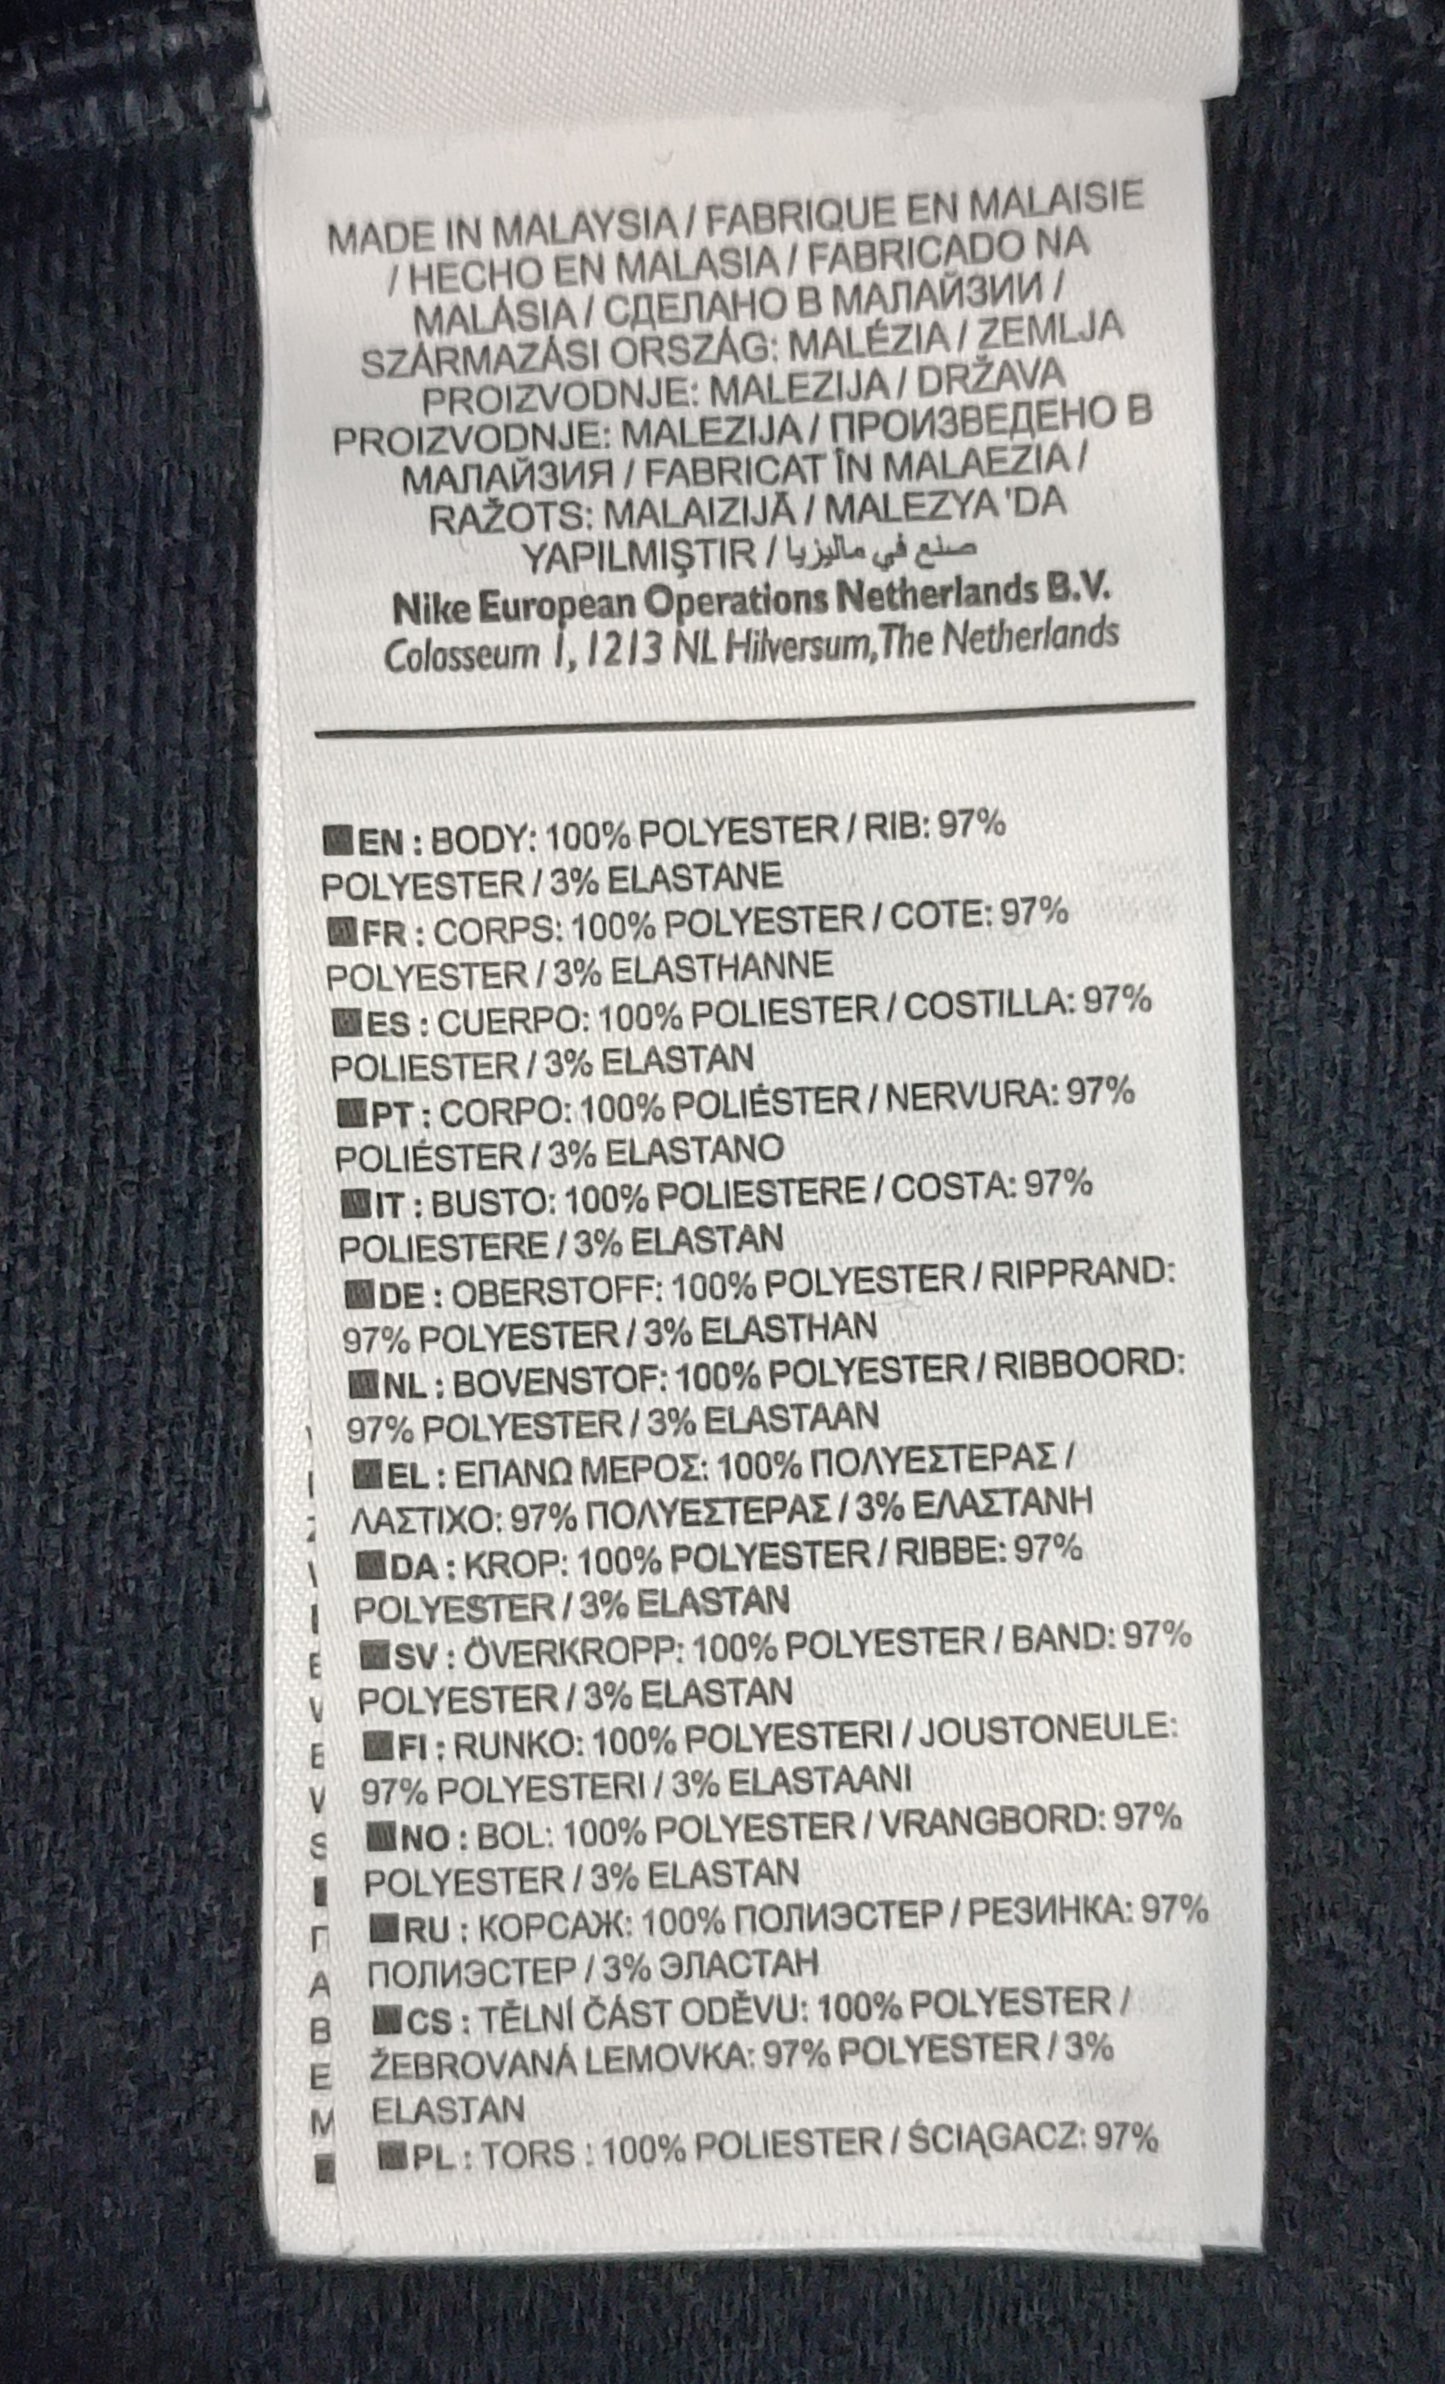 MADE IN MALAYSIA / FABRIQUE EN MALAISIE
/ HECHO EN MALASIA / FABRICADO NA
MALÁSIA / СДЕЛАНО В МАЛАЙЗИИ /
SZÁRMAZÁSI ORSZÁG: MALÉZIA / ZEMLJA
PROIZVODNJE: MALEZIJA / DRŽAVA
PROIZVODNJE: MALEZIJA / ПРОИЗВЕДЕНО В
МАЛАЙЗИЯ / FABRICAT ÎN MALAEZIA /
RAŽOTS: MALAIZIJĀ / MALEZYA 'DA
YAPILMIŞTIR / صنع في ماليزيا
Nike European Operations Netherlands B.V.
Colosseum 1, 1213 NL Hilversum, The Netherlands
EN : BODY: 100% POLYESTER / RIB: 97%
POLYESTER / 3% ELASTANE
FR : CORPS: 100% POLYESTER / COTE: 97%
POLYESTER / 3% ELASTHANNE
ES : CUERPO: 100% POLIESTER / COSTILLA: 97%
POLIESTER / 3% ELASTAN
PT : CORPO: 100% POLIÉSTER / NERVURA: 97%
POLIÉSTER / 3% ELASTANO
IT : BUSTO: 100% POLIESTERE / COSTA: 97%
POLIESTERE / 3% ELASTAN
DE : OBERSTOFF: 100% POLYESTER / RIPPRAND:
97% POLYESTER / 3% ELASTHAN
NL : BOVENSTOF: 100% POLYESTER / RIBBOORD:
97% POLYESTER / 3% ELASTAAN
EL : ΕΠΑΝΩ ΜΕΡΟΣ: 100% ΠΟΛΥΕΣΤΕΡΑΣ /
ΛΑΣΤΙΧΟ: 97% ΠΟΛΥΕΣΤΕΡΑΣ / 3% ΕΛΑΣΤΑΝΗ
DA : KROP: 100% POLYESTER / RIBBE: 97%
POLYESTER / 3% ELASTAN
SV : ÖVERKROPP: 100% POLYESTER / BAND: 97%
POLYESTER / 3% ELASTAN
FI : RUNKO: 100% POLYESTERI / JOUSTONEULE:
97% POLYESTERI / 3% ELASTAANI
NO : BOL: 100% POLYESTER / VRANGBORD: 97%
POLYESTER / 3% ELASTAN
RU : КОРСАЖ: 100% ПОЛИЭСТЕР / РЕЗИНКА: 97%
ПОЛИЭСТЕР / 3% ЭЛАСТАН
CS : TĚLNÍ ČÁST ODĚVU: 100% POLYESTER /
ŽEBROVANÁ LEMOVKA: 97% POLYESTER / 3%
ELASTAN
PL : TORS : 100% POLIESTER / ŚCIĄGACZ: 97%